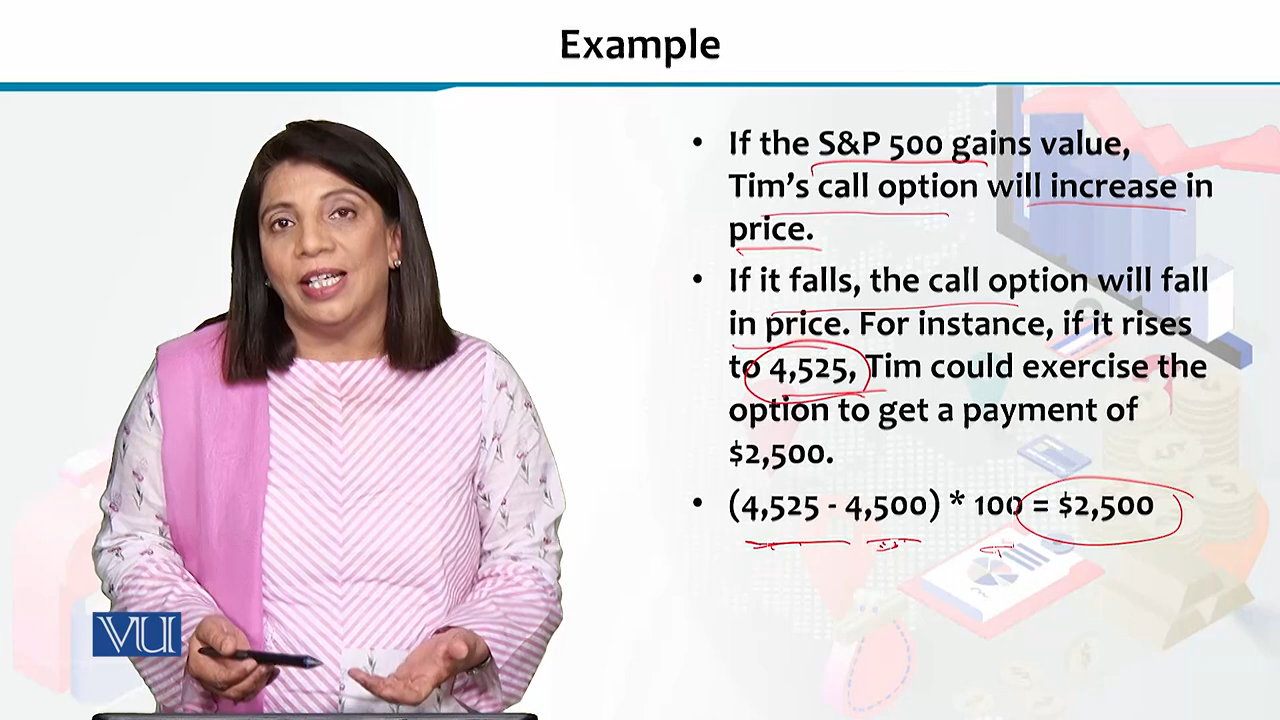 Example
• If the S&P 500 gains value,
Tim's call option will increase in
price.
• If it falls, the call option will fall
in price. For instance, if it rises
to 4,525, Tim could exercise the
option to get a payment of
$2,500.
• (4,525 - 4,500) * 100 = $2,500
VU